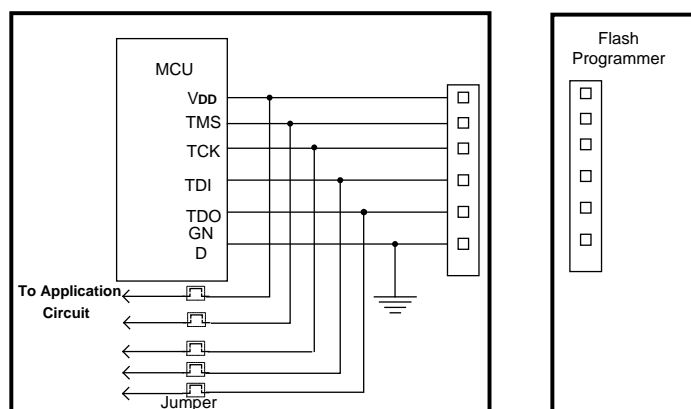 MCU
VDD
TMS
TCK
TDI
TDO
GN
D
To Application
Circuit
Jumper
Flash
Programmer